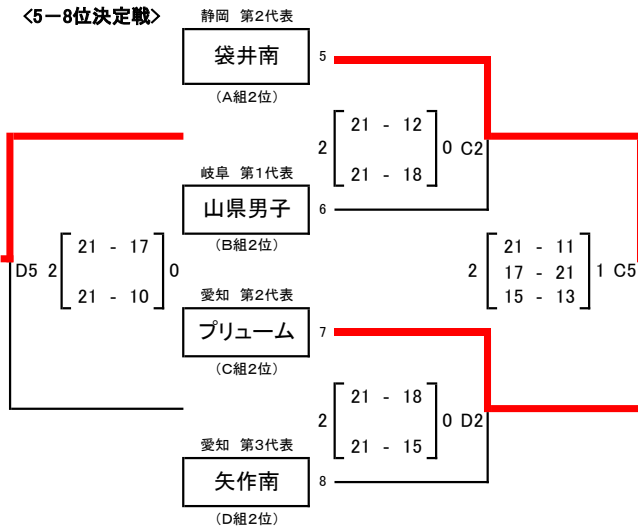 <5－8位決定戦>
静岡 第2代表
袋井南
5
(A組2位)
21 - 12
2 0 C2
21 - 18
岐阜 第1代表
山県男子
6
(B組2位)
21 - 17
D5 2 0
21 - 10
21 - 11
2 17 - 21 1 C5
15 - 13
愛知 第2代表
プリューム
7
(C組2位)
21 - 18
2 0 D2
21 - 15
愛知 第3代表
矢作南
8
(D組2位)